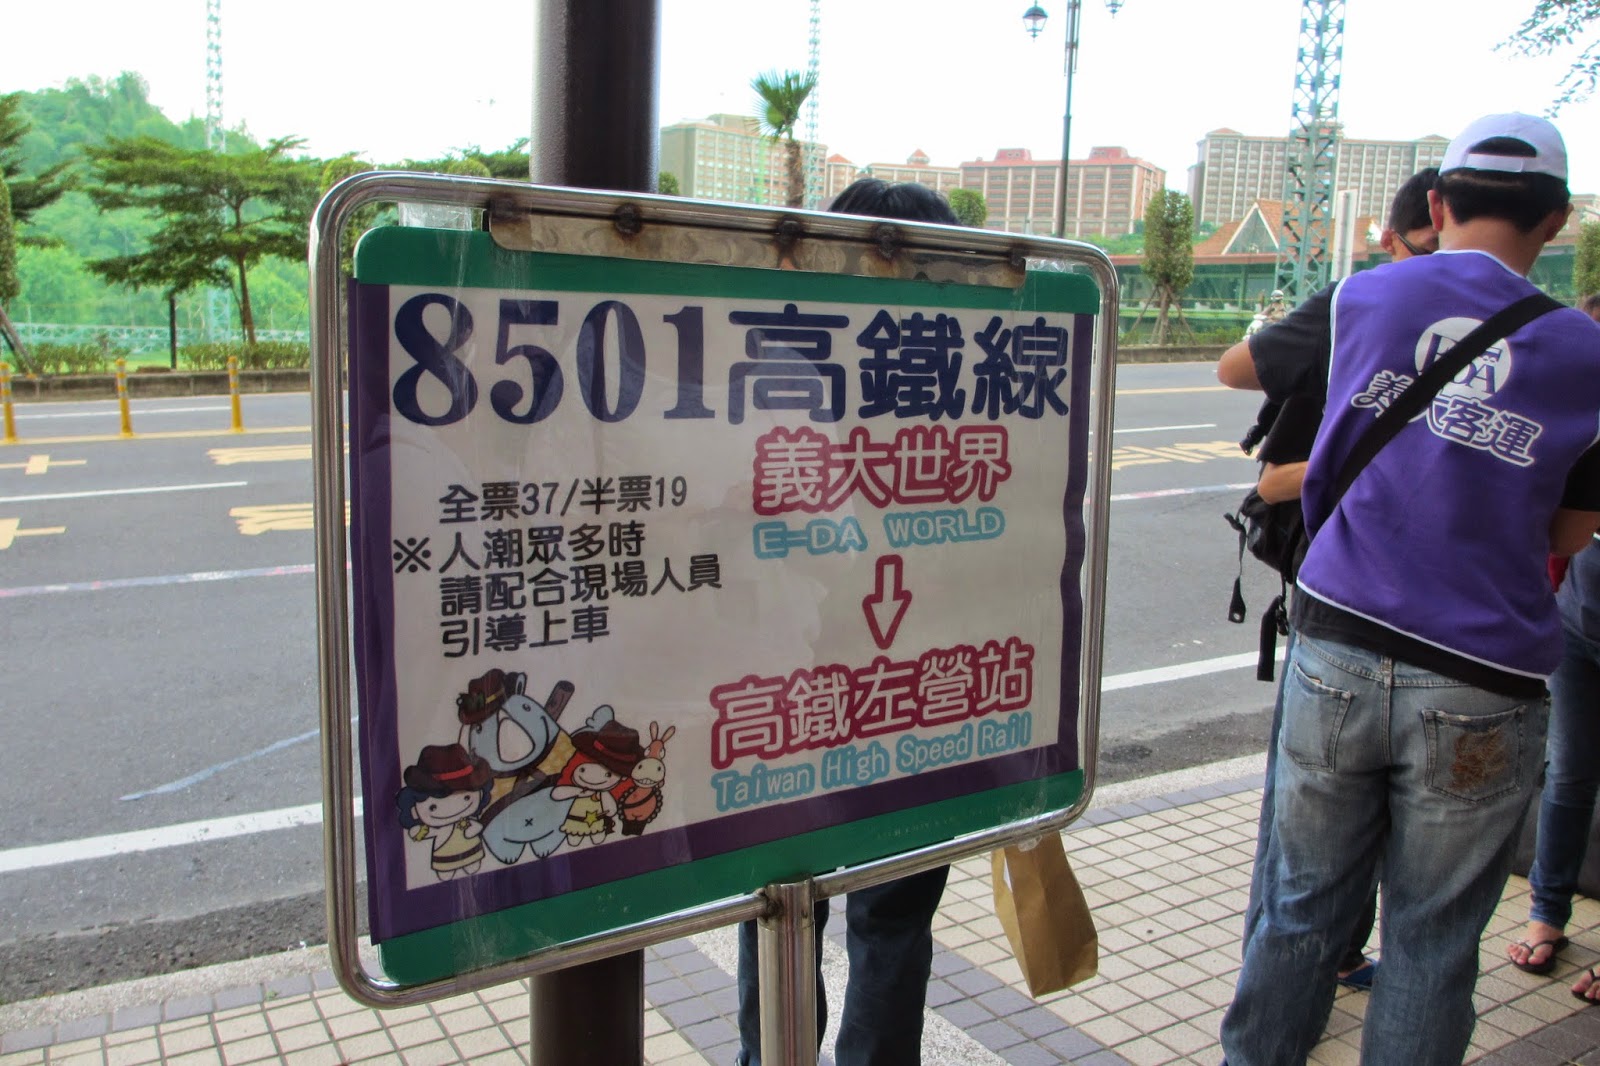 8501高鐵線
義大世界
E-DA WORLD
全票37/半票19
※人潮眾多時
請配合現場人員
引導上車
高鐵左營站
Taiwan High Speed Rail
義大客運